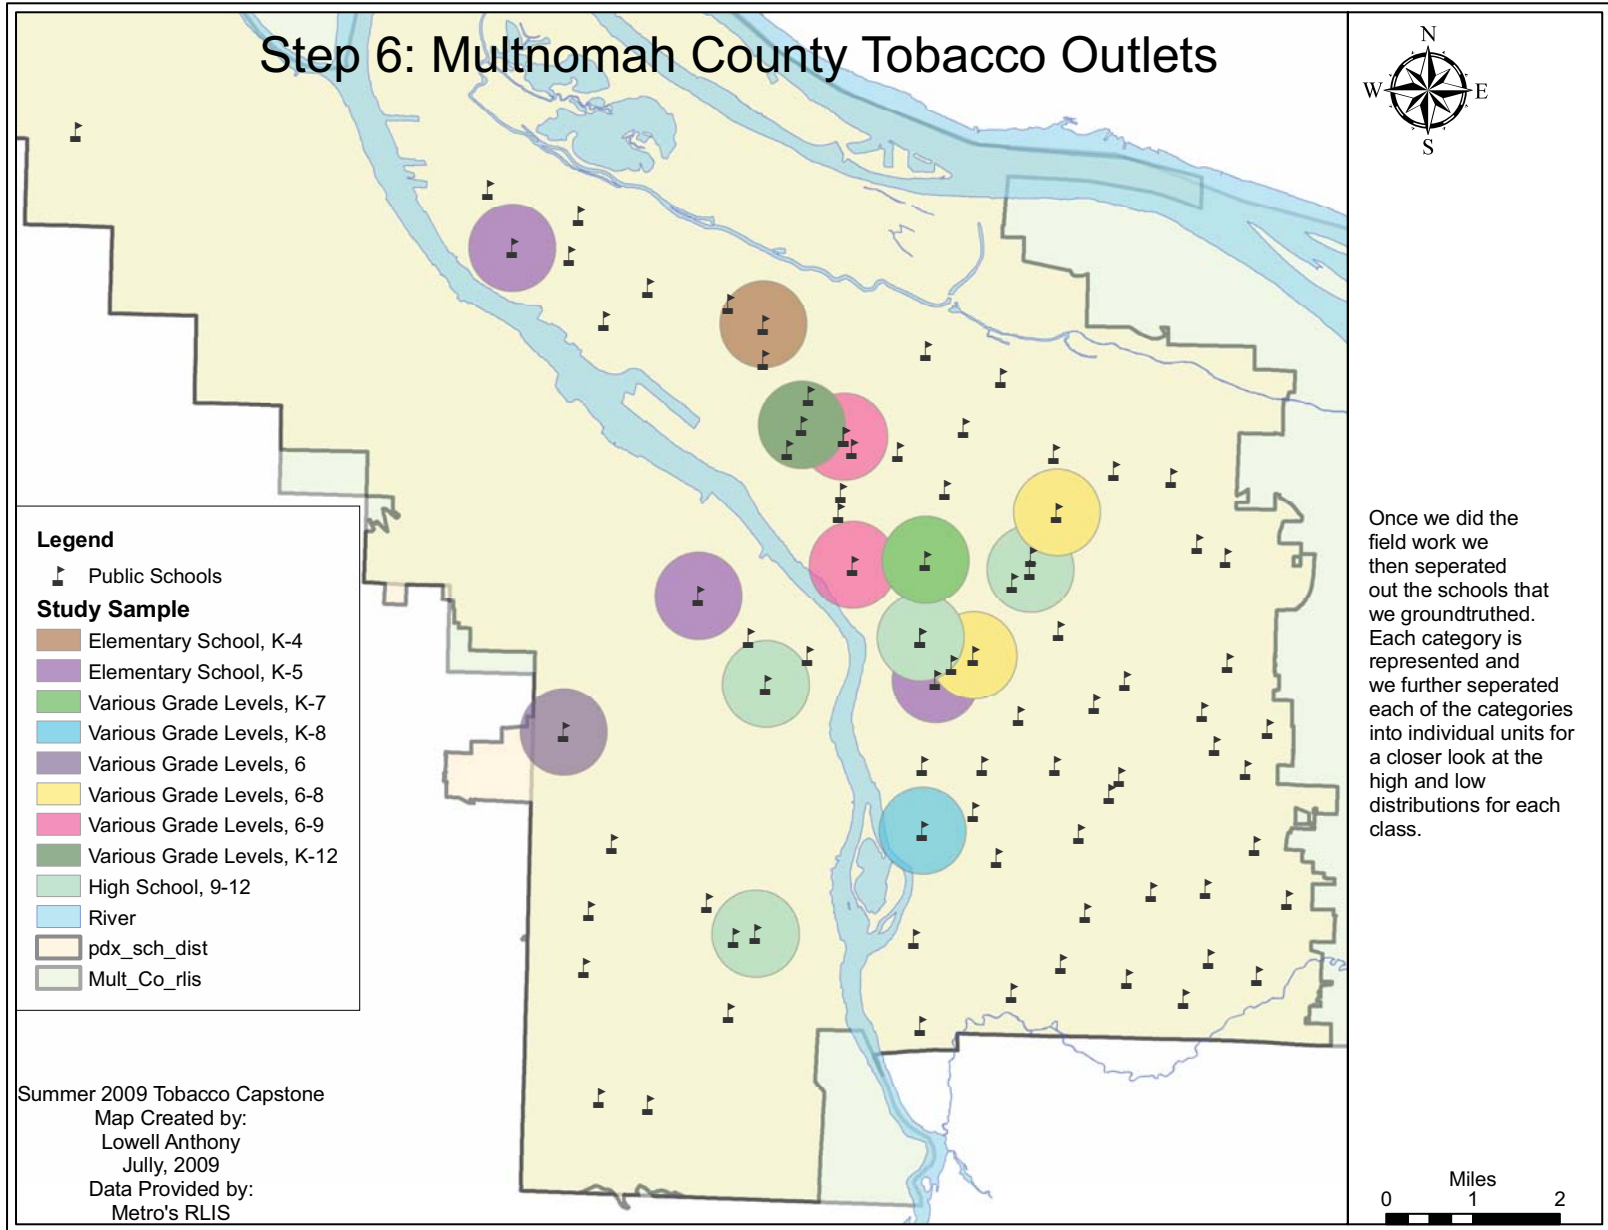 Step 6: Multnomah County Tobacco Outlets
N
W
E
S
Once we did the
field work we
then seperated
out the schools that
we groundtruthed.
Each category is
represented and
we further seperated
each of the categories
into individual units for
a closer look at the
high and low
distributions for each
class.
Legend
Public Schools
Study Sample
Elementary School, K-4
Elementary School, K-5
Various Grade Levels, K-7
Various Grade Levels, K-8
Various Grade Levels, 6
Various Grade Levels, 6-8
Various Grade Levels, 6-9
Various Grade Levels, K-12
High School, 9-12
River
pdx_sch_dist
Mult_Co_rlis
Summer 2009 Tobacco Capstone
Map Created by:
Lowell Anthony
Jully, 2009
Data Provided by:
Metro's RLIS
Miles
0 1 2